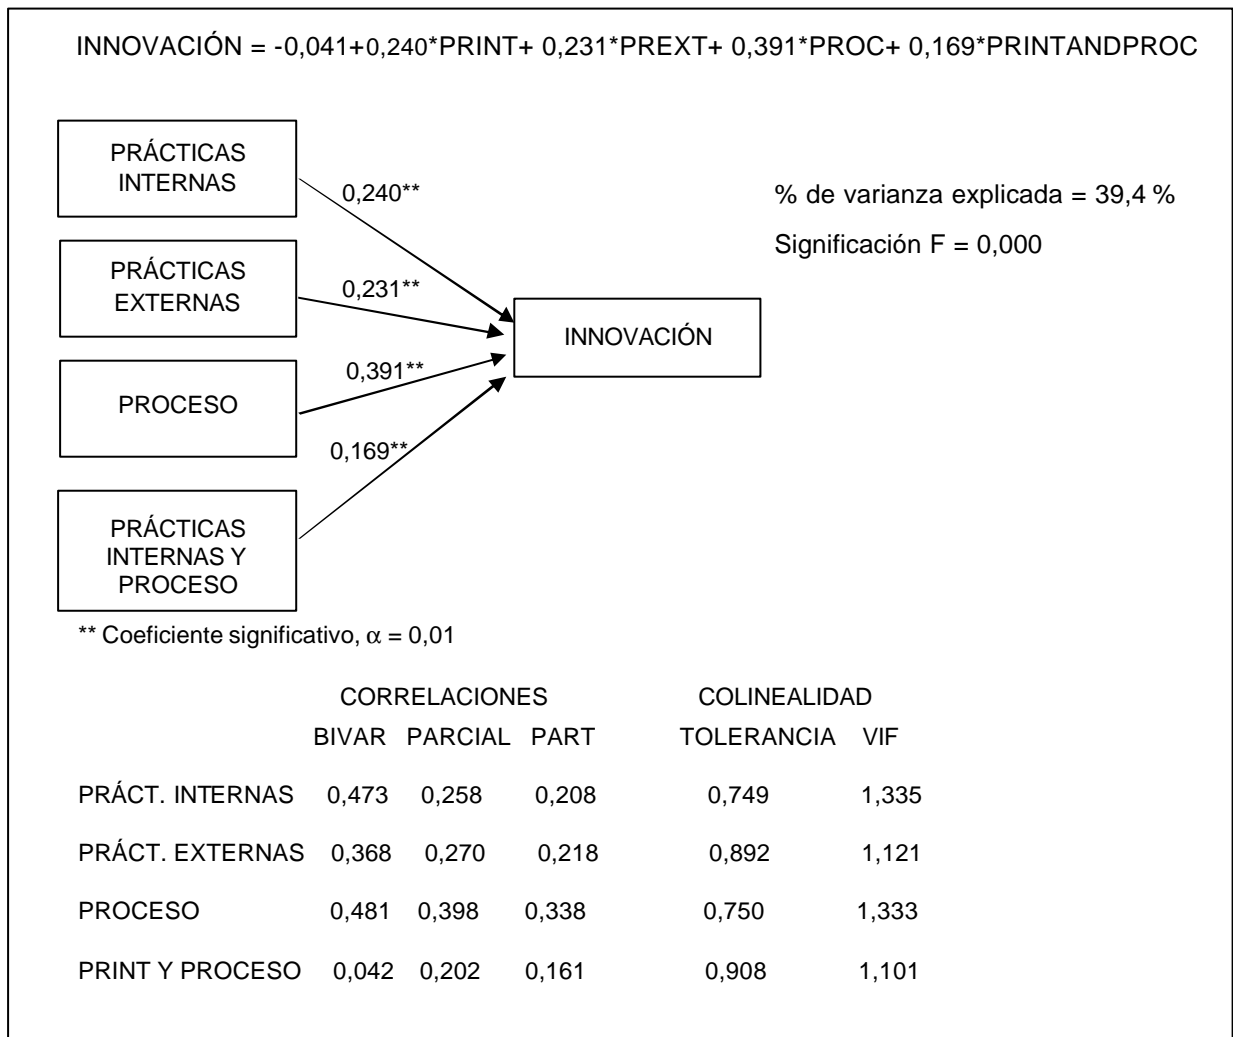 INNOVACIÓN = -0,041+0,240*PRINT+ 0,231*PREXT+ 0,391*PROC+ 0,169*PRINTANDPROC
PRÁCTICAS
INTERNAS
0,240**
% de varianza explicada = 39,4 %
Significación F = 0,000
PRÁCTICAS
EXTERNAS
0,231**
INNOVACIÓN
PROCESO
0,391**
0,169**
PRÁCTICAS
INTERNAS Y
PROCESO
** Coeficiente significativo, α = 0,01
CORRELACIONES COLINEALIDAD
BIVAR PARCIAL PART TOLERANCIA VIF
PRÁCT. INTERNAS 0,473 0,258 0,208 0,749 1,335
PRÁCT. EXTERNAS 0,368 0,270 0,218 0,892 1,121
PROCESO 0,481 0,398 0,338 0,750 1,333
PRINT Y PROCESO 0,042 0,202 0,161 0,908 1,101